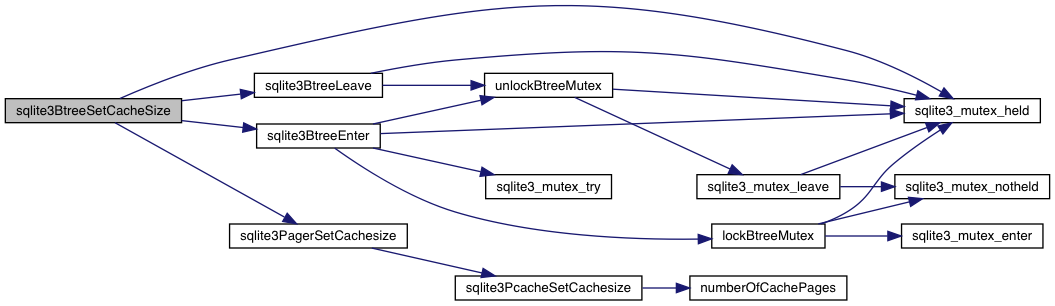 sqlite3BtreeSetCacheSize
sqlite3BtreeLeave
sqlite3BtreeEnter
sqlite3PagerSetCachesize
unlockBtreeMutex
sqlite3_mutex_try
sqlite3PcacheSetCachesize
sqlite3_mutex_leave
lockBtreeMutex
numberOfCachePages
sqlite3_mutex_held
sqlite3_mutex_notheld
sqlite3_mutex_enter